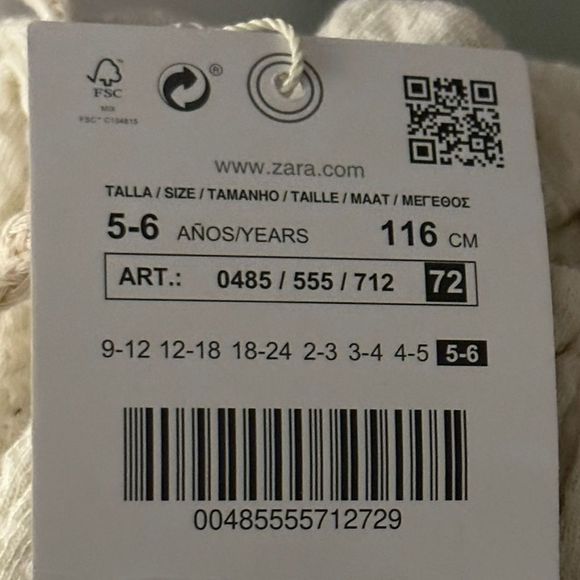 FSC
MIX
FSC® C104815
®
www.zara.com
TALLA / SIZE / TAMANHO / TAILLE / MAAT / ΜΕΓΕΘΟΣ
5-6 AÑOS/YEARS 116 CM
ART.: 0485 / 555 / 712 72
9-12 12-18 18-24 2-3 3-4 4-5 5-6
00485555712729